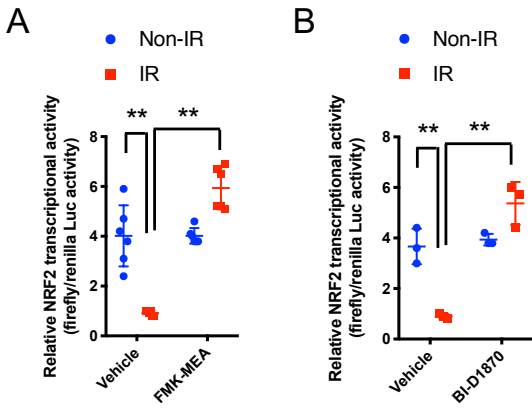 A
Non-IR
IR
**
**
Relative NRF2 transcriptional activity
(firefly/renilla Luc activity)
8
6
4
2
0
Vehicle
FMK-MEA
B
Non-IR
IR
**
**
Relative NRF2 transcriptional activity
(firefly/renilla Luc activity)
8
6
4
2
0
Vehicle
BI-D1870